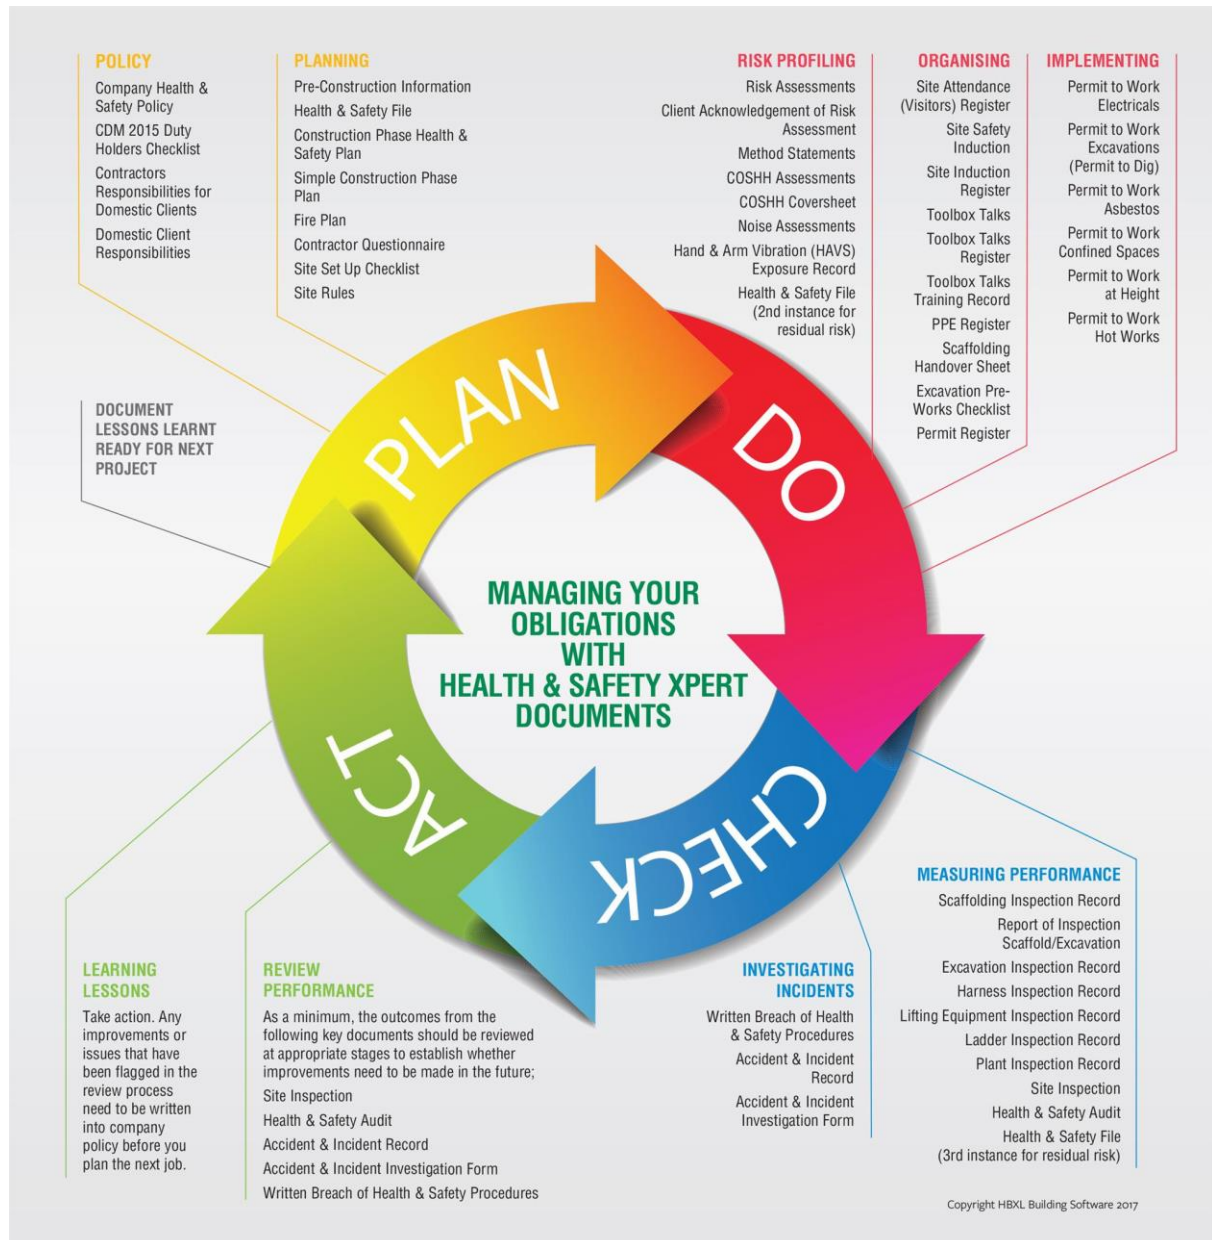 POLICY
Company Health &
Safety Policy
CDM 2015 Duty
Holders Checklist
Contractors
Responsibilities for
Domestic Clients
Domestic Client
Responsibilities
PLANNING
Pre-Construction Information
Health & Safety File
Construction Phase Health &
Safety Plan
Simple Construction Phase
Plan
Fire Plan
Contractor Questionnaire
Site Set Up Checklist
Site Rules
RISK PROFILING
Risk Assessments
Client Acknowledgement of Risk
Assessment
Method Statements
COSHH Assessments
COSHH Coversheet
Noise Assessments
Hand & Arm Vibration (HAVS)
Exposure Record
Health & Safety File
(2nd instance for
residual risk)
ORGANISING
Site Attendance
(Visitors) Register
Site Safety
Induction
Site Induction
Register
Toolbox Talks
Toolbox Talks
Register
Toolbox Talks
Training Record
PPE Register
Scaffolding
Handover Sheet
Excavation Pre-
Works Checklist
Permit Register
IMPLEMENTING
Permit to Work
Electricals
Permit to Work
Excavations
(Permit to Dig)
Permit to Work
Asbestos
Permit to Work
Confined Spaces
Permit to Work
at Height
Permit to Work
Hot Works
DOCUMENT
LESSONS LEARNT
READY FOR NEXT
PROJECT
PLAN
DO
CHECK
ACT
MANAGING YOUR
OBLIGATIONS
WITH
HEALTH & SAFETY XPERT
DOCUMENTS
LEARNING
LESSONS
Take action. Any
improvements or
issues that have
been flagged in the
review process
need to be written
into company
policy before you
plan the next job.
REVIEW
PERFORMANCE
As a minimum, the outcomes from the
following key documents should be reviewed
at appropriate stages to establish whether
improvements need to be made in the future;
Site Inspection
Health & Safety Audit
Accident & Incident Record
Accident & Incident Investigation Form
Written Breach of Health & Safety Procedures
INVESTIGATING
INCIDENTS
Written Breach of Health
& Safety Procedures
Accident & Incident
Record
Accident & Incident
Investigation Form
MEASURING PERFORMANCE
Scaffolding Inspection Record
Report of Inspection
Scaffold/Excavation
Excavation Inspection Record
Harness Inspection Record
Lifting Equipment Inspection Record
Ladder Inspection Record
Plant Inspection Record
Site Inspection
Health & Safety Audit
Health & Safety File
(3rd instance for residual risk)
Copyright HBXL Building Software 2017